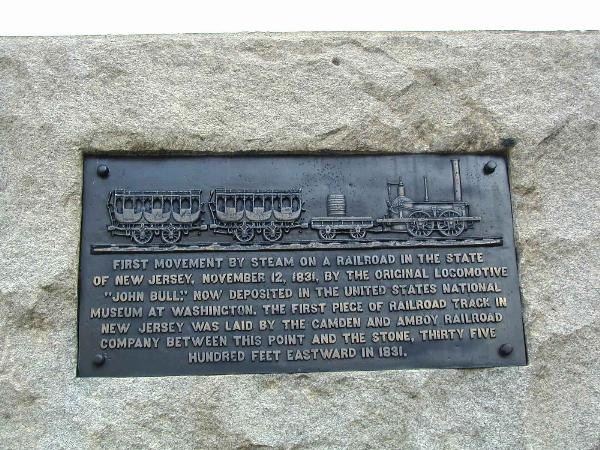 FIRST MOVEMENT BY STEAM ON A RAILROAD IN THE STATE
OF NEW JERSEY, NOVEMBER 12, 1831, BY THE ORIGINAL LOCOMOTIVE
"JOHN BULL," NOW DEPOSITED IN THE UNITED STATES NATIONAL
MUSEUM AT WASHINGTON. THE FIRST PIECE OF RAILROAD TRACK IN
NEW JERSEY WAS LAID BY THE CAMDEN AND AMBOY RAILROAD
COMPANY BETWEEN THIS POINT AND THE STONE, THIRTY FIVE
HUNDRED FEET EASTWARD IN 1831.